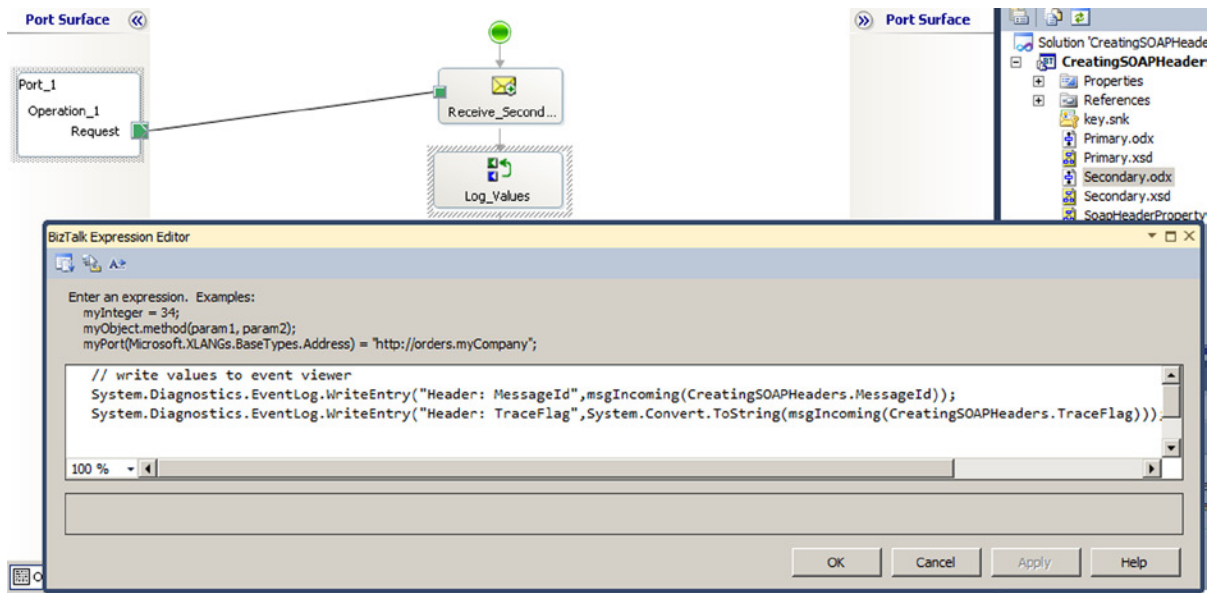 Port Surface
Port Surface
Port_1
Operation_1
Request
Receive_Second...
Log_Values
Solution 'CreatingSOAPHeade
CreatingSOAPHeader
Properties
References
key.snk
Primary.odx
Primary.xsd
Secondary.odx
Secondary.xsd
SoapHeaderProperty
BizTalk Expression Editor
Enter an expression. Examples:
myInteger = 34;
myObject.method(param1, param2);
myPort(Microsoft.XLANGs.BaseTypes.Address) = "http://orders.myCompany";
// write values to event viewer
System.Diagnostics.EventLog.WriteEntry("Header: MessageId",msgIncoming(CreatingSOAPHeaders.MessageId));
System.Diagnostics.EventLog.WriteEntry("Header: TraceFlag",System.Convert.ToString(msgIncoming(CreatingSOAPHeaders.TraceFlag)));
100 %
OK
Cancel
Apply
Help